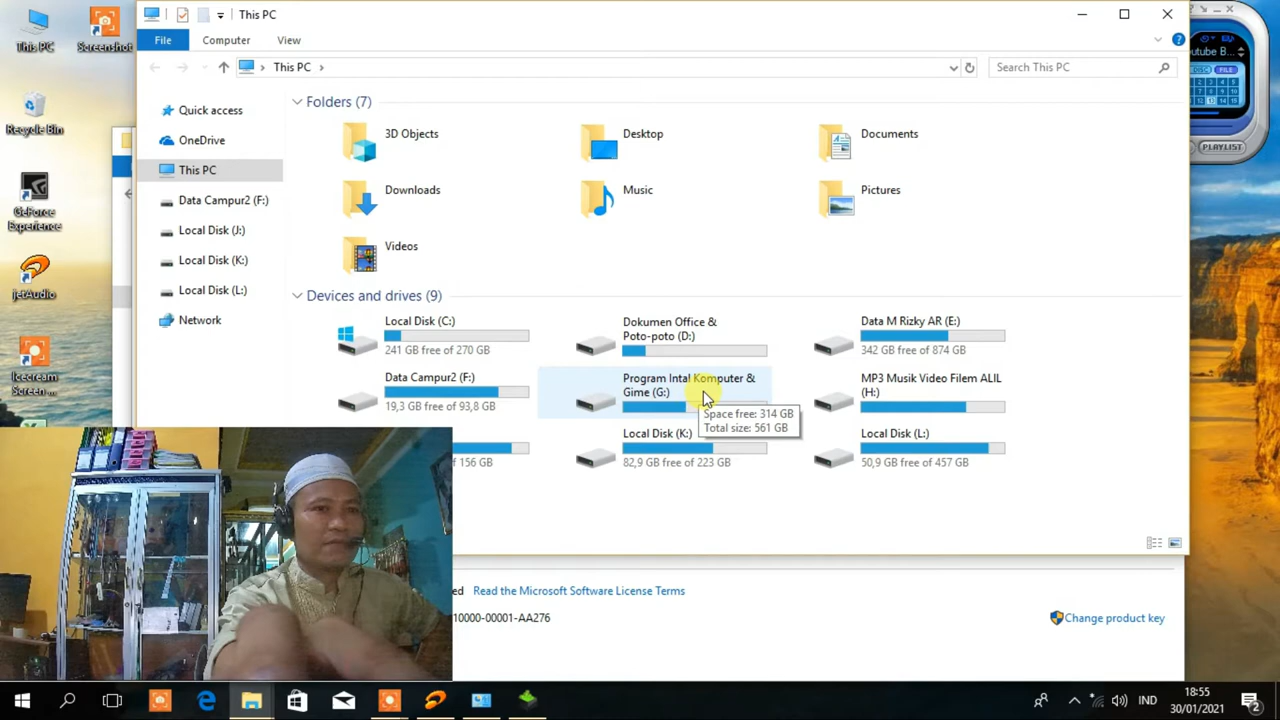 This PC
Screenshot
Recycle Bin
GeForce
Experience
jetAudio
Icecream
Screen ...
This PC
File
Computer
View
This PC
Search This PC
Quick access
OneDrive
This PC
Data Campur2 (F:)
Local Disk (J:)
Local Disk (K:)
Local Disk (L:)
Network
Folders (7)
3D Objects
Desktop
Documents
Downloads
Music
Pictures
Videos
Devices and drives (9)
Local Disk (C:)
241 GB free of 270 GB
Dokumen Office &
Poto-poto (D:)
Data M Rizky AR (E:)
342 GB free of 874 GB
Data Campur2 (F:)
19,3 GB free of 93,8 GB
Program Intal Komputer &
Gime (G:)
Space free: 314 GB
Total size: 561 GB
MP3 Musik Video Filem ALIL
(H:)
156 GB
Local Disk (K:)
82,9 GB free of 223 GB
Local Disk (L:)
50,9 GB free of 457 GB
Read the Microsoft Software License Terms
10000-00001-AA276
Change product key
utube B...
DISC
FILE
PLAYLIST
IND
18:55
30/01/2021
2